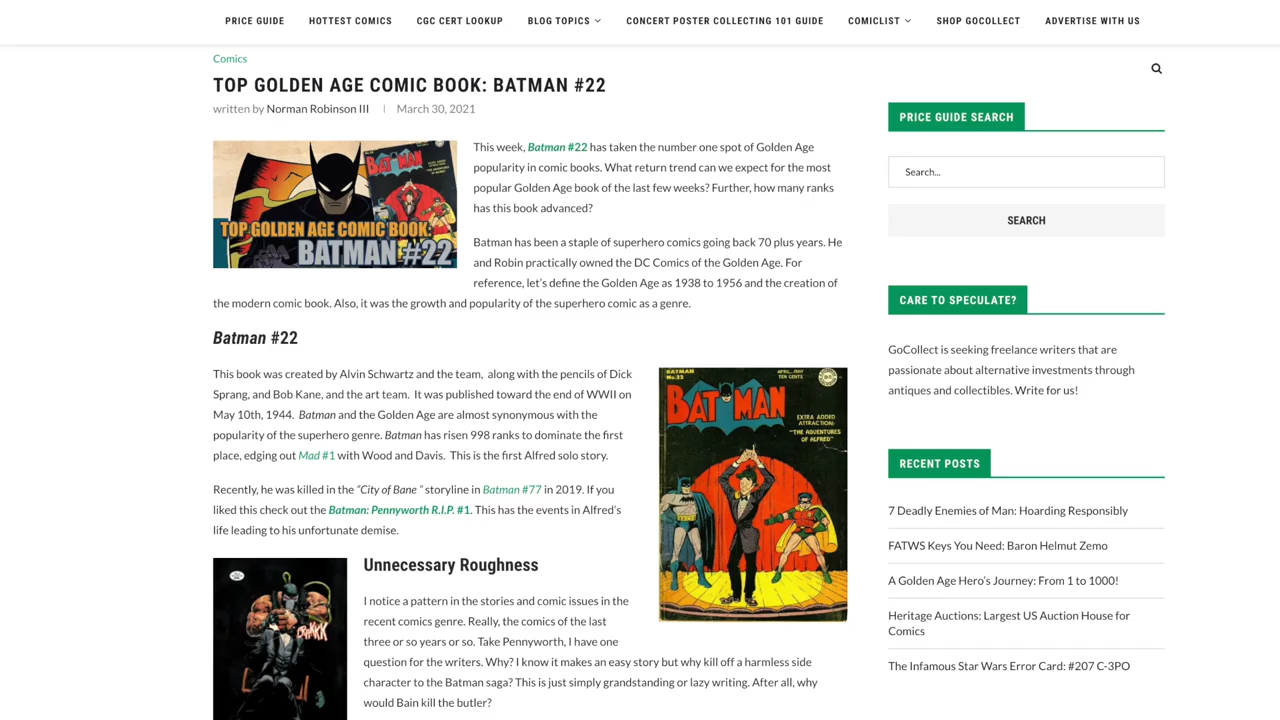 PRICE GUIDE HOTTEST COMICS CGC CERT LOOKUP BLOG TOPICS CONCERT POSTER COLLECTING 101 GUIDE COMICLIST SHOP GOCOLLECT ADVERTISE WITH US
Comics
TOP GOLDEN AGE COMIC BOOK: BATMAN #22
written by Norman Robinson III | March 30, 2021
BATMAN
TOP GOLDEN AGE COMIC BOOK:
BATMAN #22
This week, Batman #22 has taken the number one spot of Golden Age
popularity in comic books. What return trend can we expect for the most
popular Golden Age book of the last few weeks? Further, how many ranks
has this book advanced?
Batman has been a staple of superhero comics going back 70 plus years. He
and Robin practically owned the DC Comics of the Golden Age. For
reference, let's define the Golden Age as 1938 to 1956 and the creation of
the modern comic book. Also, it was the growth and popularity of the superhero comic as a genre.
Batman #22
This book was created by Alvin Schwartz and the team, along with the pencils of Dick
Sprang, and Bob Kane, and the art team. It was published toward the end of WWII on
May 10th, 1944. Batman and the Golden Age are almost synonymous with the
popularity of the superhero genre. Batman has risen 998 ranks to dominate the first
place, edging out Mad #1 with Wood and Davis. This is the first Alfred solo story.
Recently, he was killed in the "City of Bane " storyline in Batman #77 in 2019. If you
liked this check out the Batman: Pennyworth R.I.P. #1. This has the events in Alfred's
life leading to his unfortunate demise.
BATMAN
No.22
APRIL-MAY
TEN CENTS
BATMAN
EXTRA ADDED
ATTRACTION:
"THE ADVENTURES
OF ALFRED"
Unnecessary Roughness
I notice a pattern in the stories and comic issues in the
recent comics genre. Really, the comics of the last
three or so years or so. Take Pennyworth, I have one
question for the writers. Why? I know it makes an easy story but why kill off a harmless side
character to the Batman saga? This is just simply grandstanding or lazy writing. After all, why
would Bain kill the butler?
PRICE GUIDE SEARCH
Search...
SEARCH
CARE TO SPECULATE?
GoCollect is seeking freelance writers that are
passionate about alternative investments through
antiques and collectibles. Write for us!
RECENT POSTS
7 Deadly Enemies of Man: Hoarding Responsibly
FATWS Keys You Need: Baron Helmut Zemo
A Golden Age Hero's Journey: From 1 to 1000!
Heritage Auctions: Largest US Auction House for
Comics
The Infamous Star Wars Error Card: #207 C-3PO